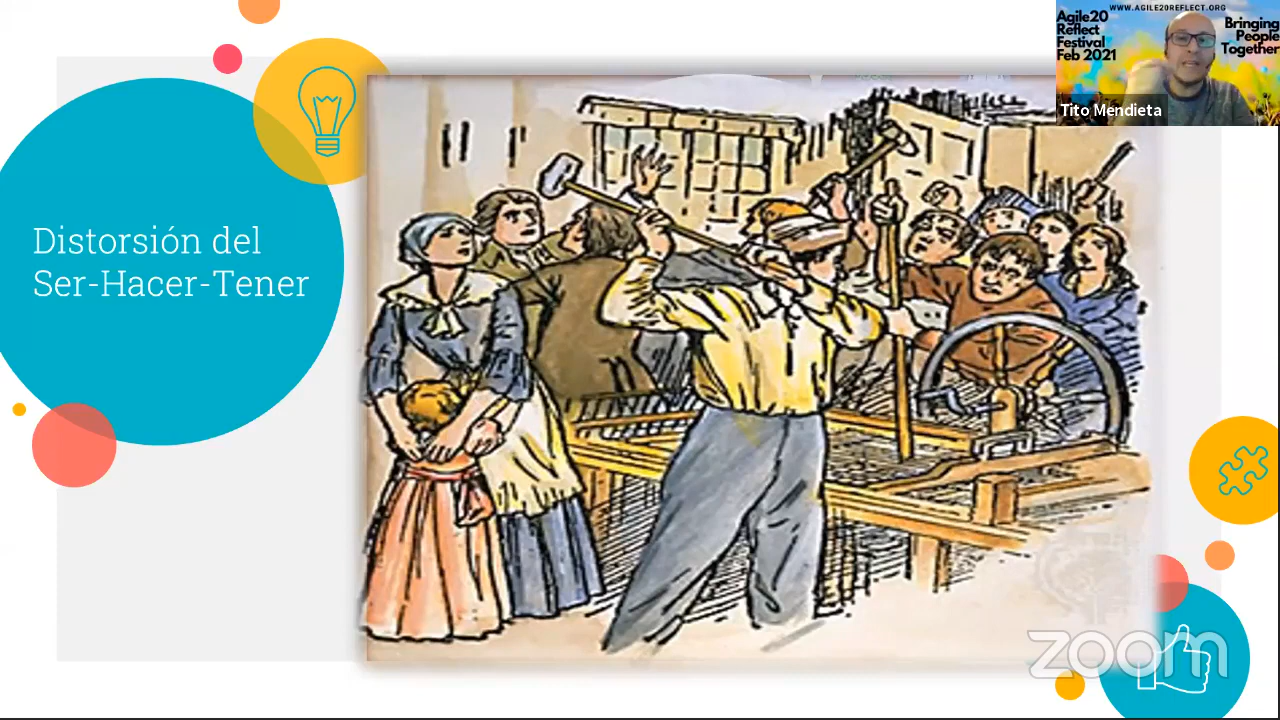 Distorsión del
Ser-Hacer-Tener
WWW.AGILE20REFLECT.ORG
Agile20
Reflect
Festival
Feb 2021
Bringing
People
Together
Tito Mendieta
zoom